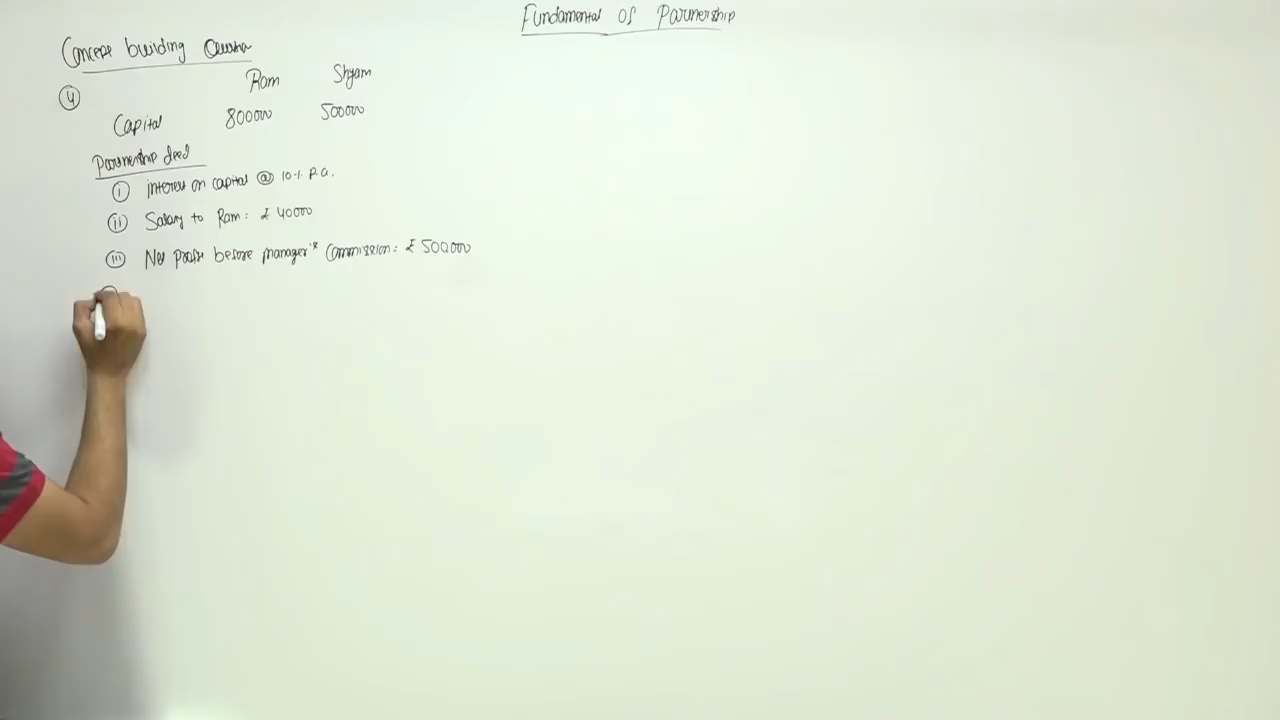 Fundamental of Partnership
Concept building Question
Ram Shyam
4
Capital 800000 500000
Partnership deed
i interest on capital @ 10% P.a.
ii Salary to Ram: ₹ 40000
iii Net profit before manager's Commission: ₹ 500000